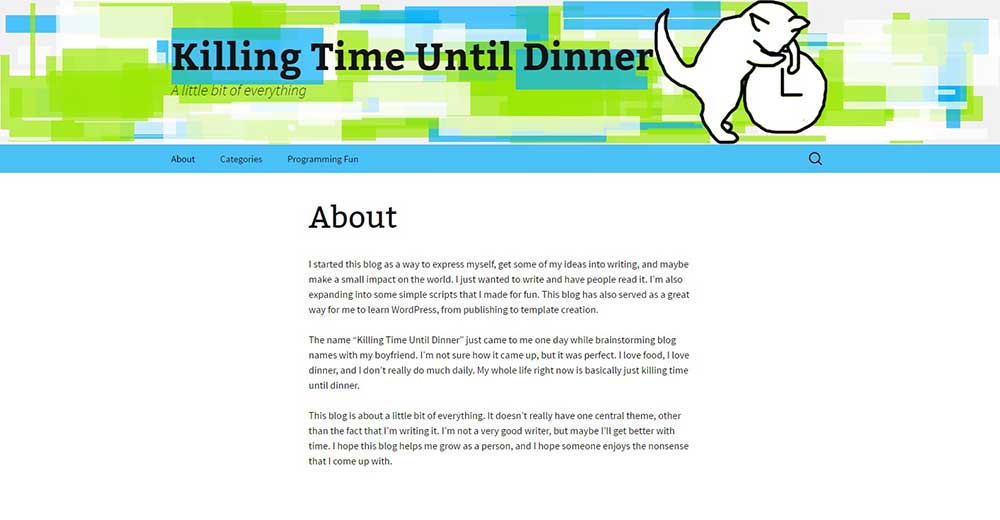 Killing Time Until Dinner
A little bit of everything
About Categories Programming Fun
About
I started this blog as a way to express myself, get some of my ideas into writing, and maybe
make a small impact on the world. I just wanted to write and have people read it. I'm also
expanding into some simple scripts that I made for fun. This blog has also served as a great
way for me to learn WordPress, from publishing to template creation.
The name “Killing Time Until Dinner” just came to me one day while brainstorming blog
names with my boyfriend. I'm not sure how it came up, but it was perfect. I love food, I love
dinner, and I don't really do much daily. My whole life right now is basically just killing time
until dinner.
This blog is about a little bit of everything. It doesn't really have one central theme, other
than the fact that I'm writing it. I'm not a very good writer, but maybe I'll get better with
time. I hope this blog helps me grow as a person, and I hope someone enjoys the nonsense
that I come up with.